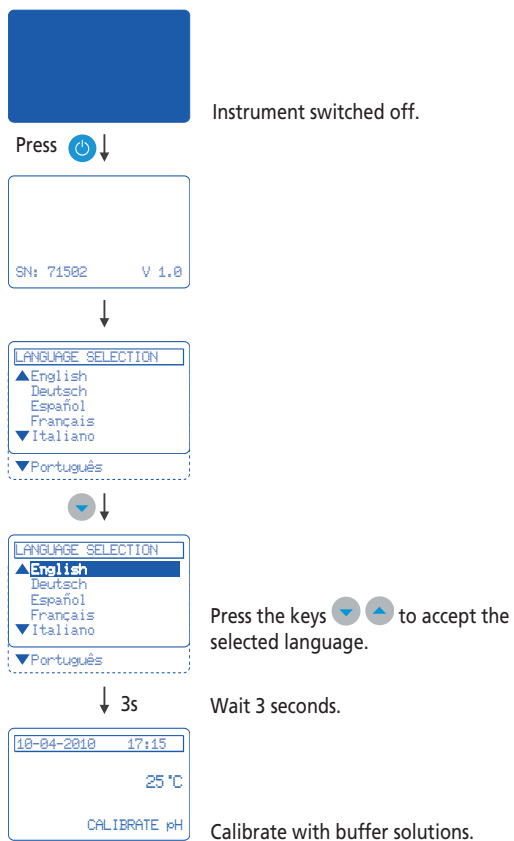 Instrument switched off.
Press
SN: 71502 V 1.0
LANGUAGE SELECTION
English
Deutsch
Español
Français
Italiano
Português
LANGUAGE SELECTION
English
Deutsch
Español
Français
Italiano
Português
Press the keys to accept the
selected language.
3s Wait 3 seconds.
10-04-2010 17:15
25 °C
CALIBRATE pH
Calibrate with buffer solutions.